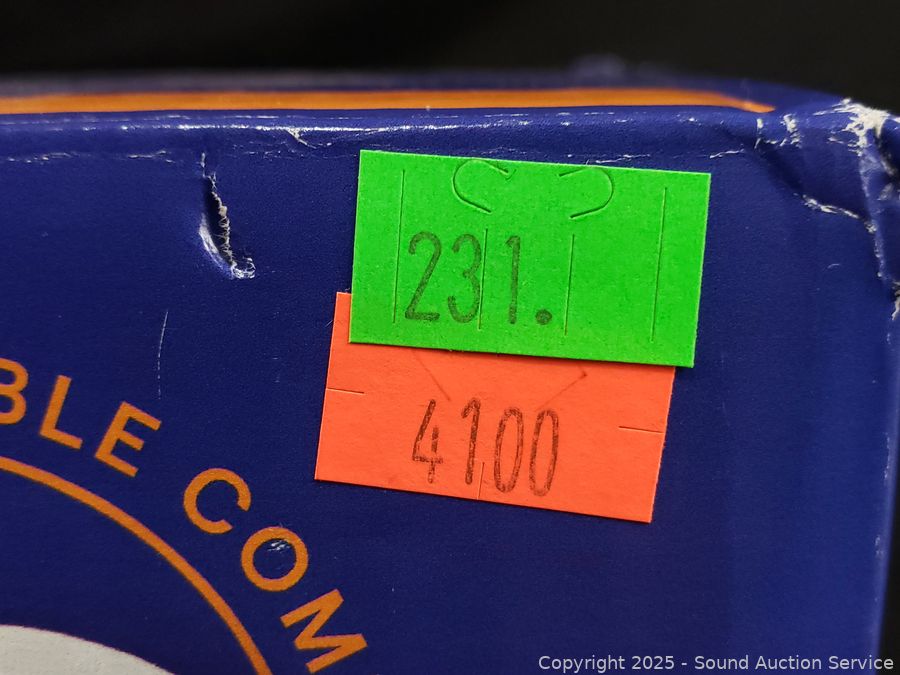 231.
4100
BLE COM
Copyright © 2025 - Sound Auction Service